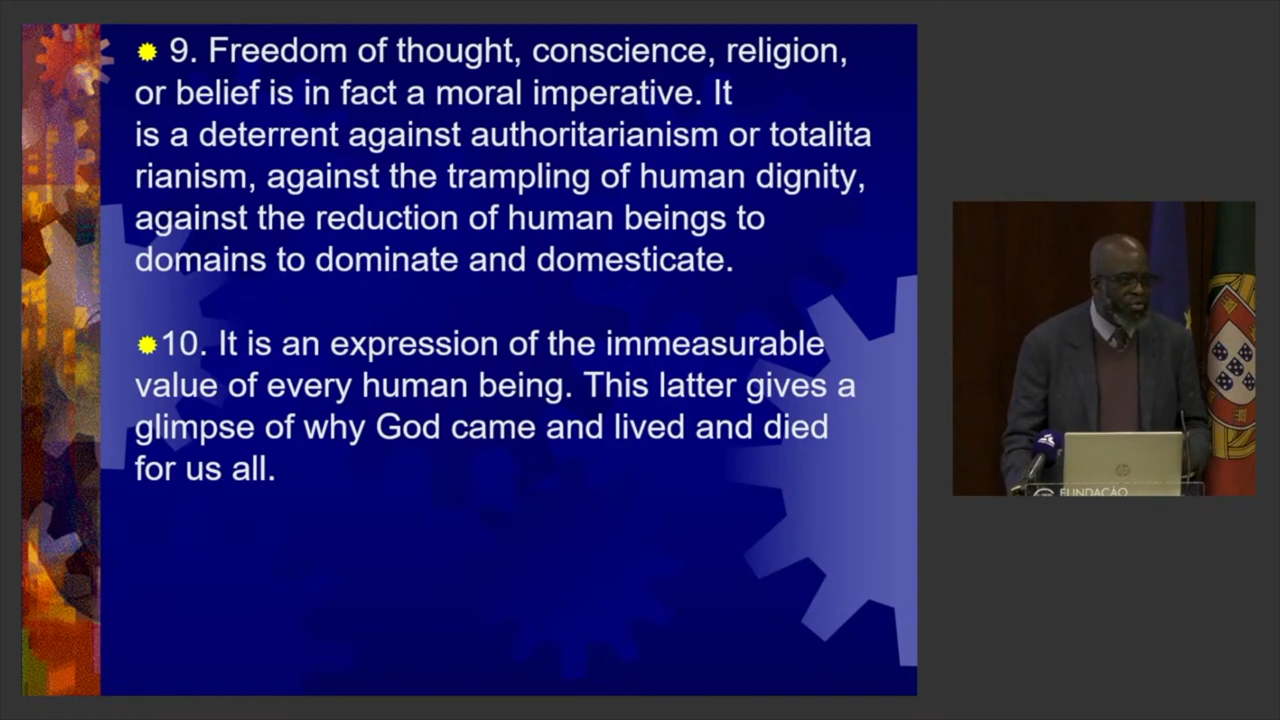 9. Freedom of thought, conscience, religion,
or belief is in fact a moral imperative. It
is a deterrent against authoritarianism or totalita
rianism, against the trampling of human dignity,
against the reduction of human beings to
domains to dominate and domesticate.
10. It is an expression of the immeasurable
value of every human being. This latter gives a
glimpse of why God came and lived and died
for us all.
hp
FUNDAÇÃO